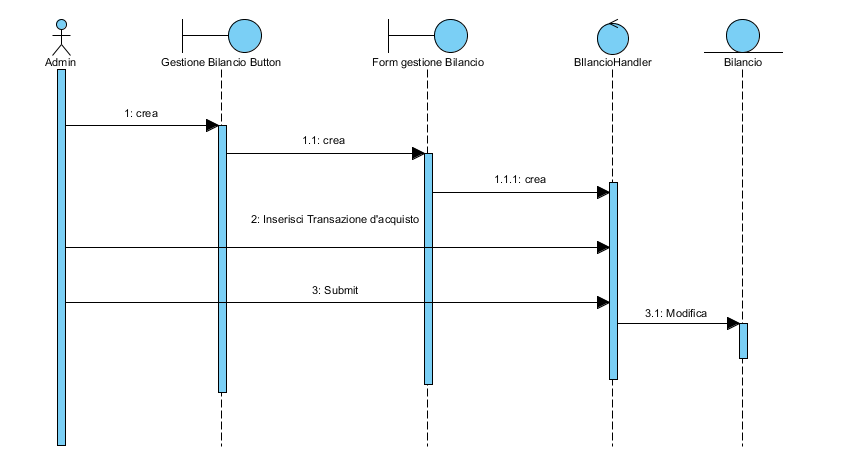 Admin
Gestione Bilancio Button
Form gestione Bilancio
BIlancioHandler
Bilancio
1: crea
1.1: crea
1.1.1: crea
2: Inserisci Transazione d'acquisto
3: Submit
3.1: Modifica